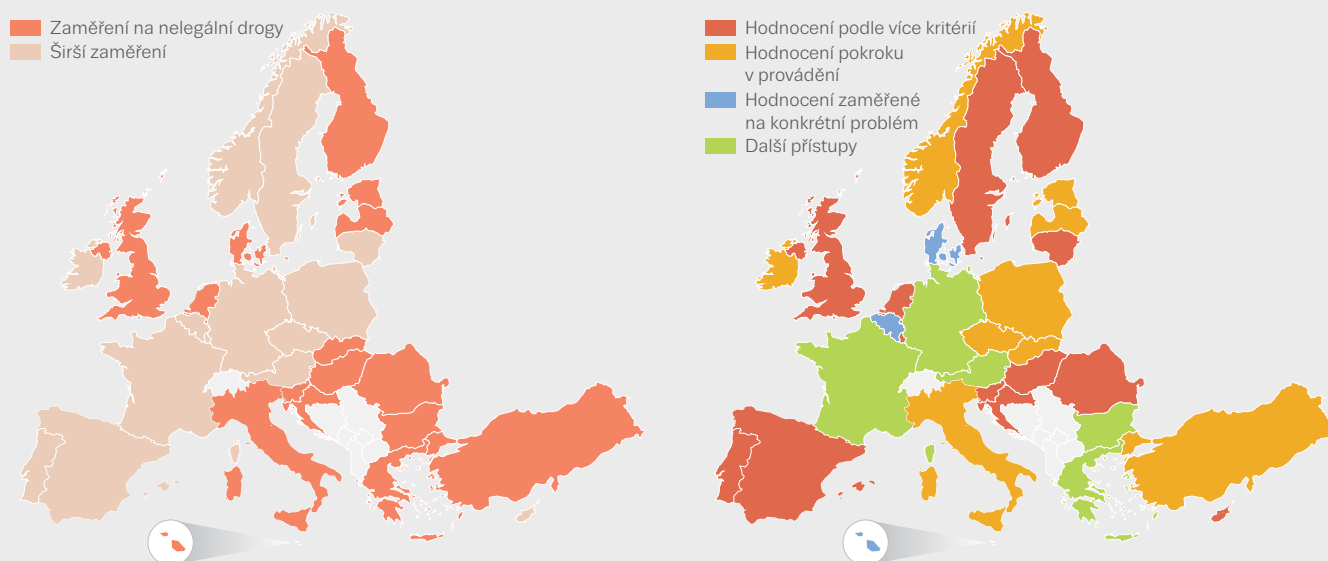 Zaměření na nelegální drogy
Širší zaměření
Hodnocení podle více kritérií
Hodnocení pokroku
v provádění
Hodnocení zaměřené
na konkrétní problém
Další přístupy